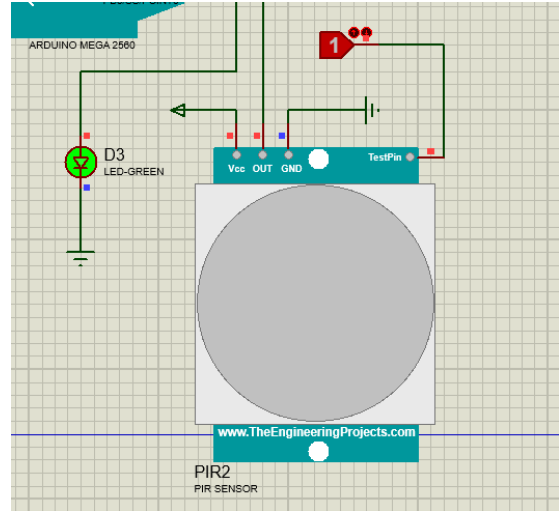 ARDUINO MEGA 2560
1
D3
LED-GREEN
Vcc OUT GND
TestPin
www.TheEngineeringProjects.com
PIR2
PIR SENSOR